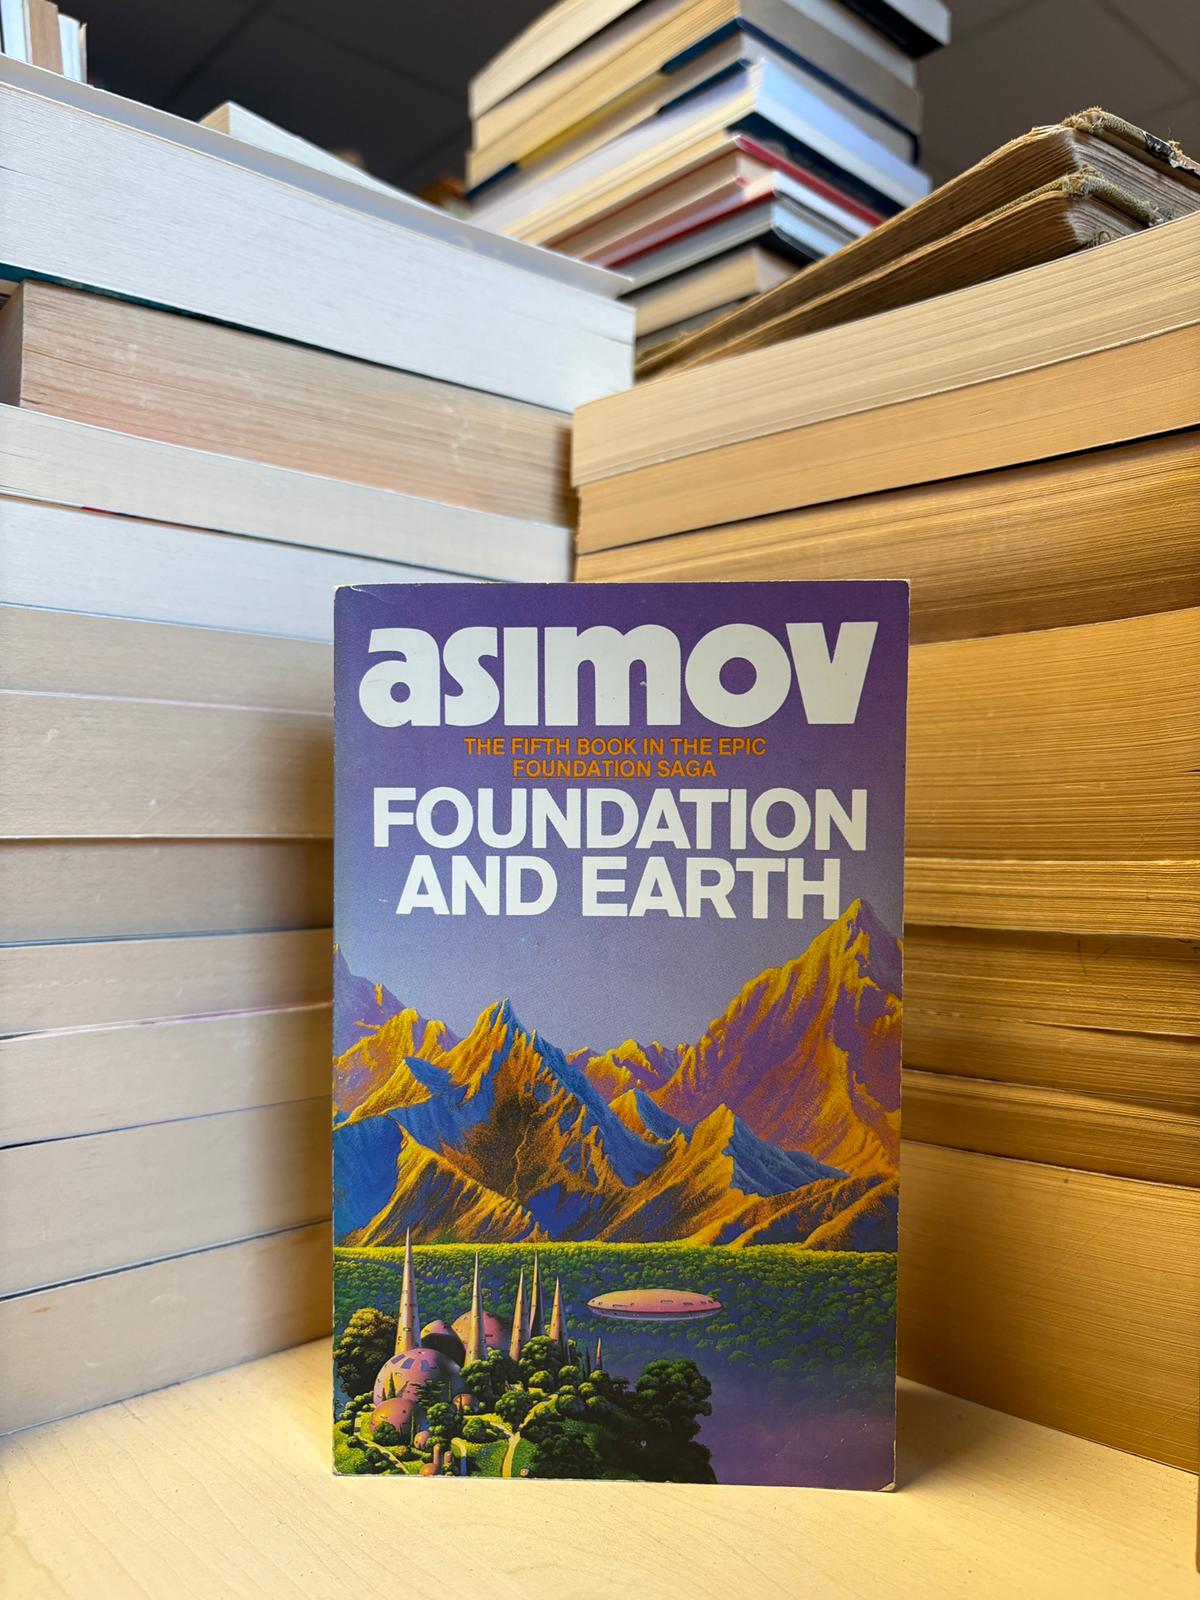 asimov
THE FIFTH BOOK IN THE EPIC
FOUNDATION SAGA
FOUNDATION
AND EARTH